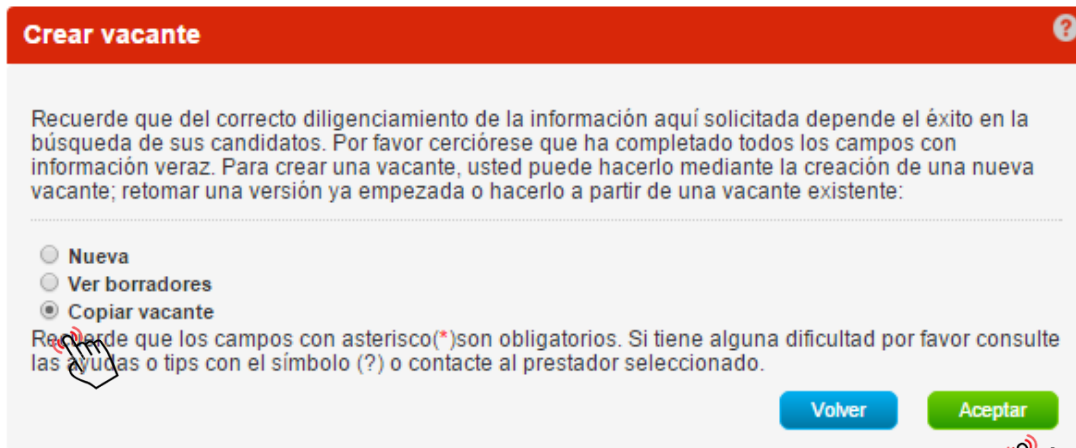 Crear vacante
?
Recuerde que del correcto diligenciamiento de la información aquí solicitada depende el éxito en la
búsqueda de sus candidatos. Por favor cerciórese que ha completado todos los campos con
información veraz. Para crear una vacante, usted puede hacerlo mediante la creación de una nueva
vacante; retomar una versión ya empezada o hacerlo a partir de una vacante existente:
Nueva
Ver borradores
Copiar vacante
Recuerde que los campos con asterisco(*)son obligatorios. Si tiene alguna dificultad por favor consulte
las ayudas o tips con el símbolo (?) o contacte al prestador seleccionado.
Volver Aceptar